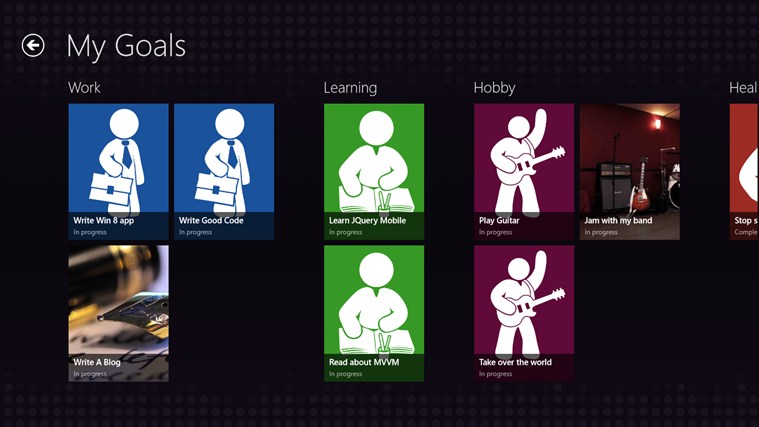 My Goals
Work
Write Win 8 app
In progress
Write Good Code
In progress
Write A Blog
In progress
Learning
Learn JQuery Mobile
In progress
Read about MVVM
In progress
Hobby
Play Guitar
In progress
Jam with my band
In progress
Take over the world
In progress
Heal
Stop s
Comple